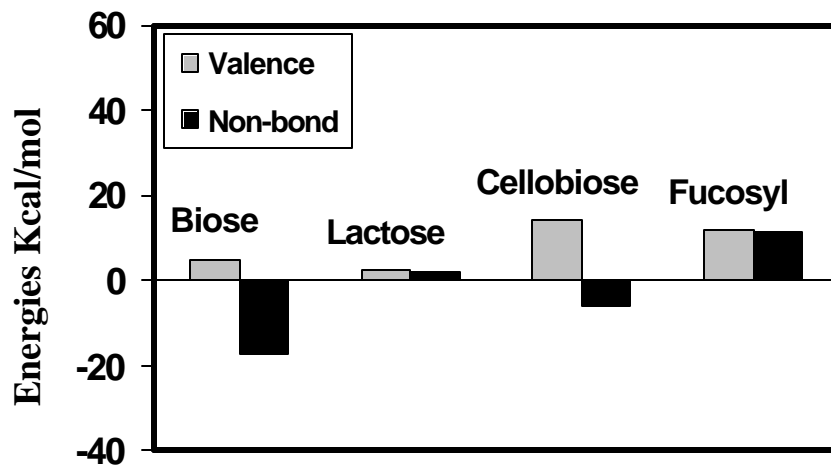 60
Valence
Non-bond
40
20
0
-20
-40
Energies Kcal/mol
Biose
Lactose
Cellobiose
Fucosyl